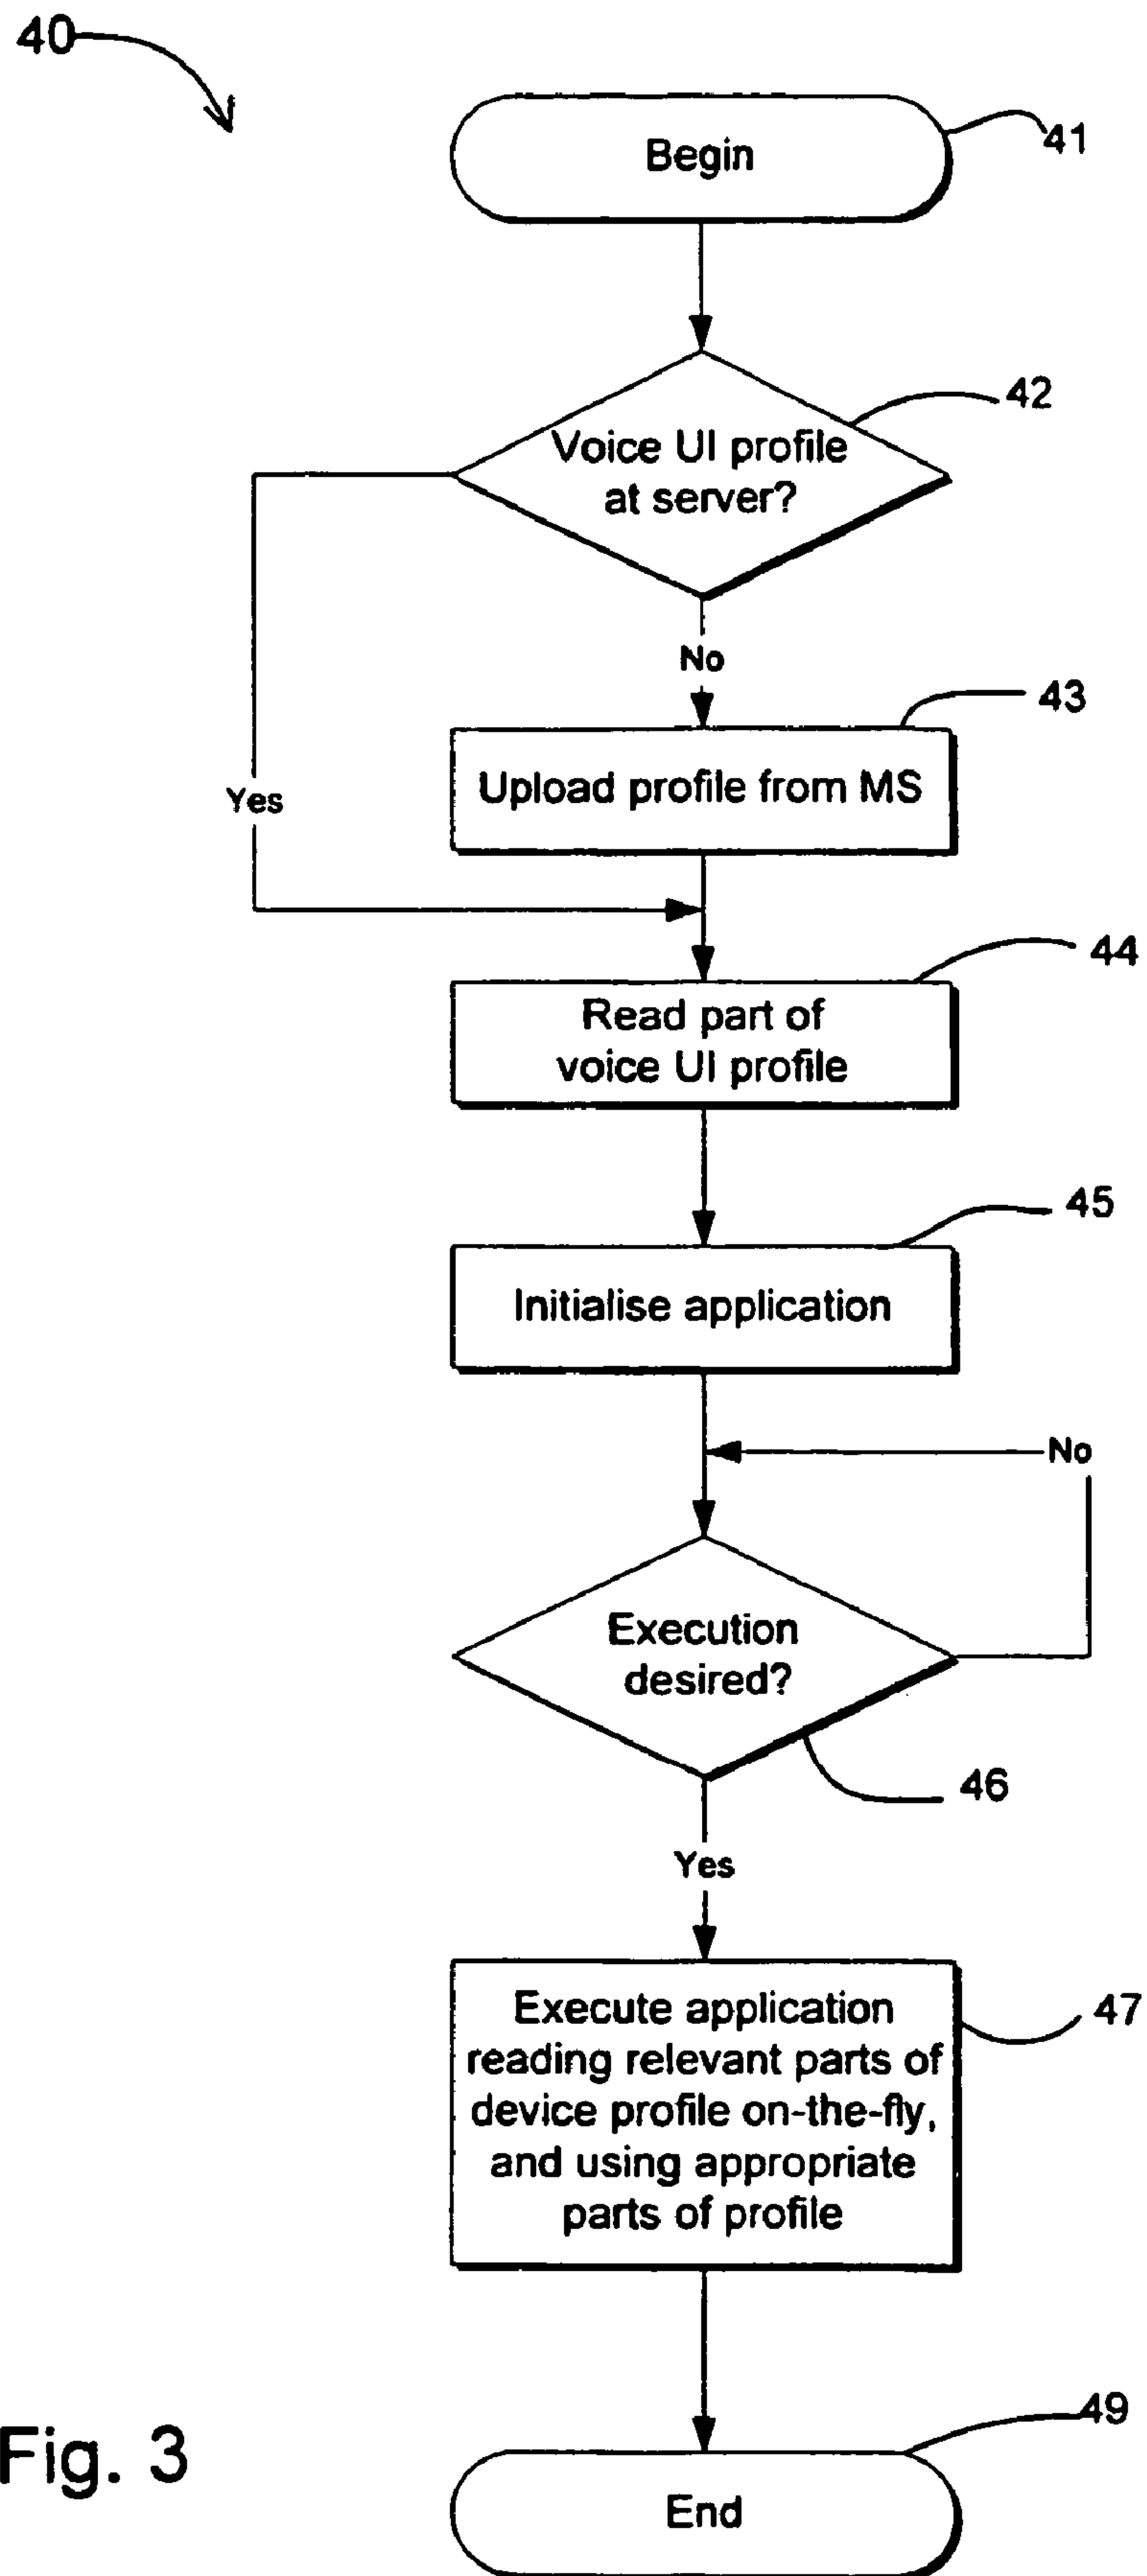 40
Begin
41
Voice UI profile
at server?
42
No
43
Upload profile from MS
Yes
44
Read part of
voice UI profile
45
Initialise application
No
Execution
desired?
46
Yes
Execute application
reading relevant parts of
device profile on-the-fly,
and using appropriate
parts of profile
47
49
End
Fig. 3